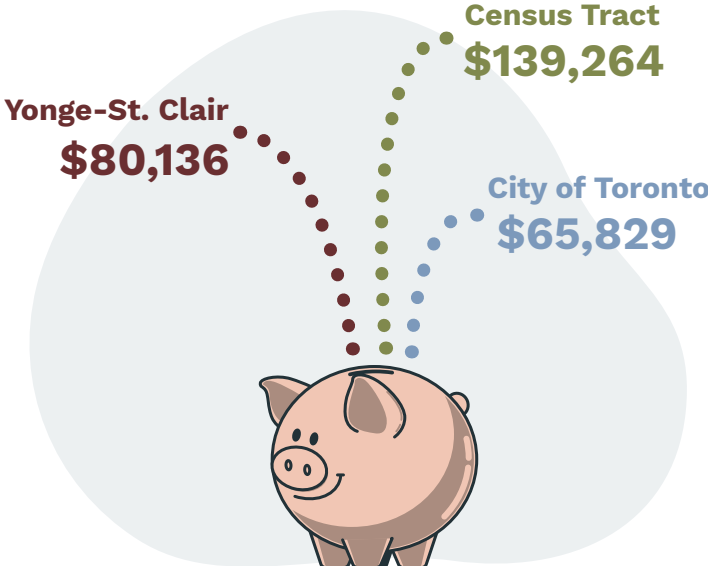 Census Tract
$139,264
Yonge-St. Clair
$80,136
City of Toronto
$65,829